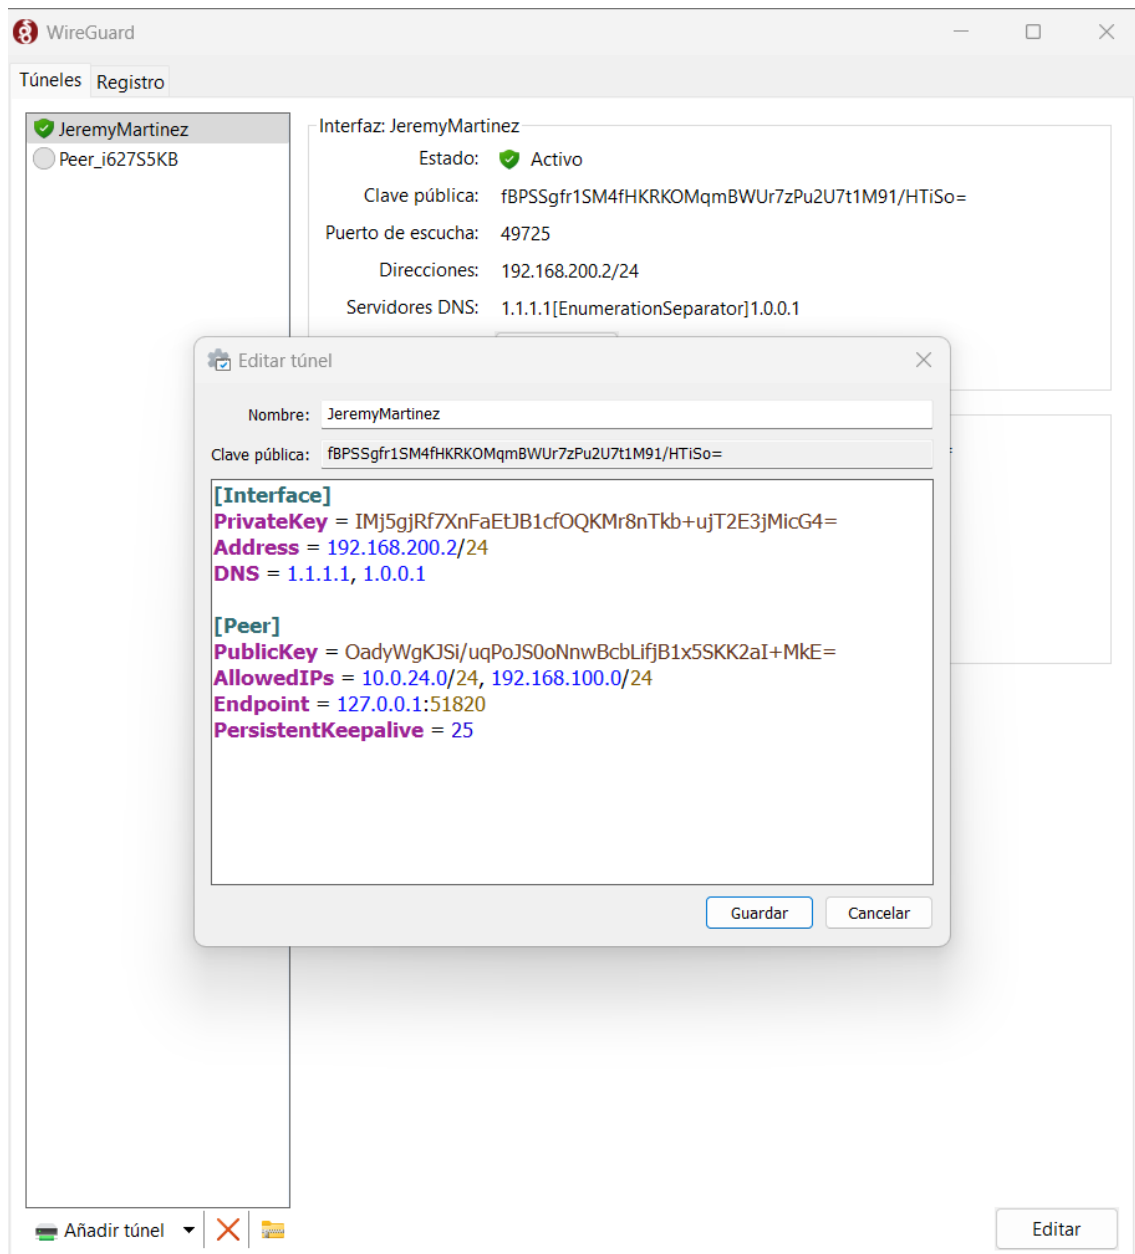 WireGuard
Túneles
Registro
JeremyMartinez
Peer_i627S5KB
Interfaz: JeremyMartinez
Estado: Activo
Clave pública: fBPSSgfr1SM4fHKRKOMqmBWUr7zPu2U7t1M91/HTiSo=
Puerto de escucha: 49725
Direcciones: 192.168.200.2/24
Servidores DNS: 1.1.1.1[EnumerationSeparator]1.0.0.1
Editar túnel
Nombre: JeremyMartinez
Clave pública: fBPSSgfr1SM4fHKRKOMqmBWUr7zPu2U7t1M91/HTiSo=
[Interface]
PrivateKey = IMj5gjRf7XnFaEtJB1cfOQKMr8nTkb+ujT2E3jMicG4=
Address = 192.168.200.2/24
DNS = 1.1.1.1, 1.0.0.1
[Peer]
PublicKey = OadyWgKJSi/uqPoJS0oNnwBcbLifjB1x5SKK2aI+MkE=
AllowedIPs = 10.0.24.0/24, 192.168.100.0/24
Endpoint = 127.0.0.1:51820
PersistentKeepalive = 25
Guardar
Cancelar
Añadir túnel
Editar